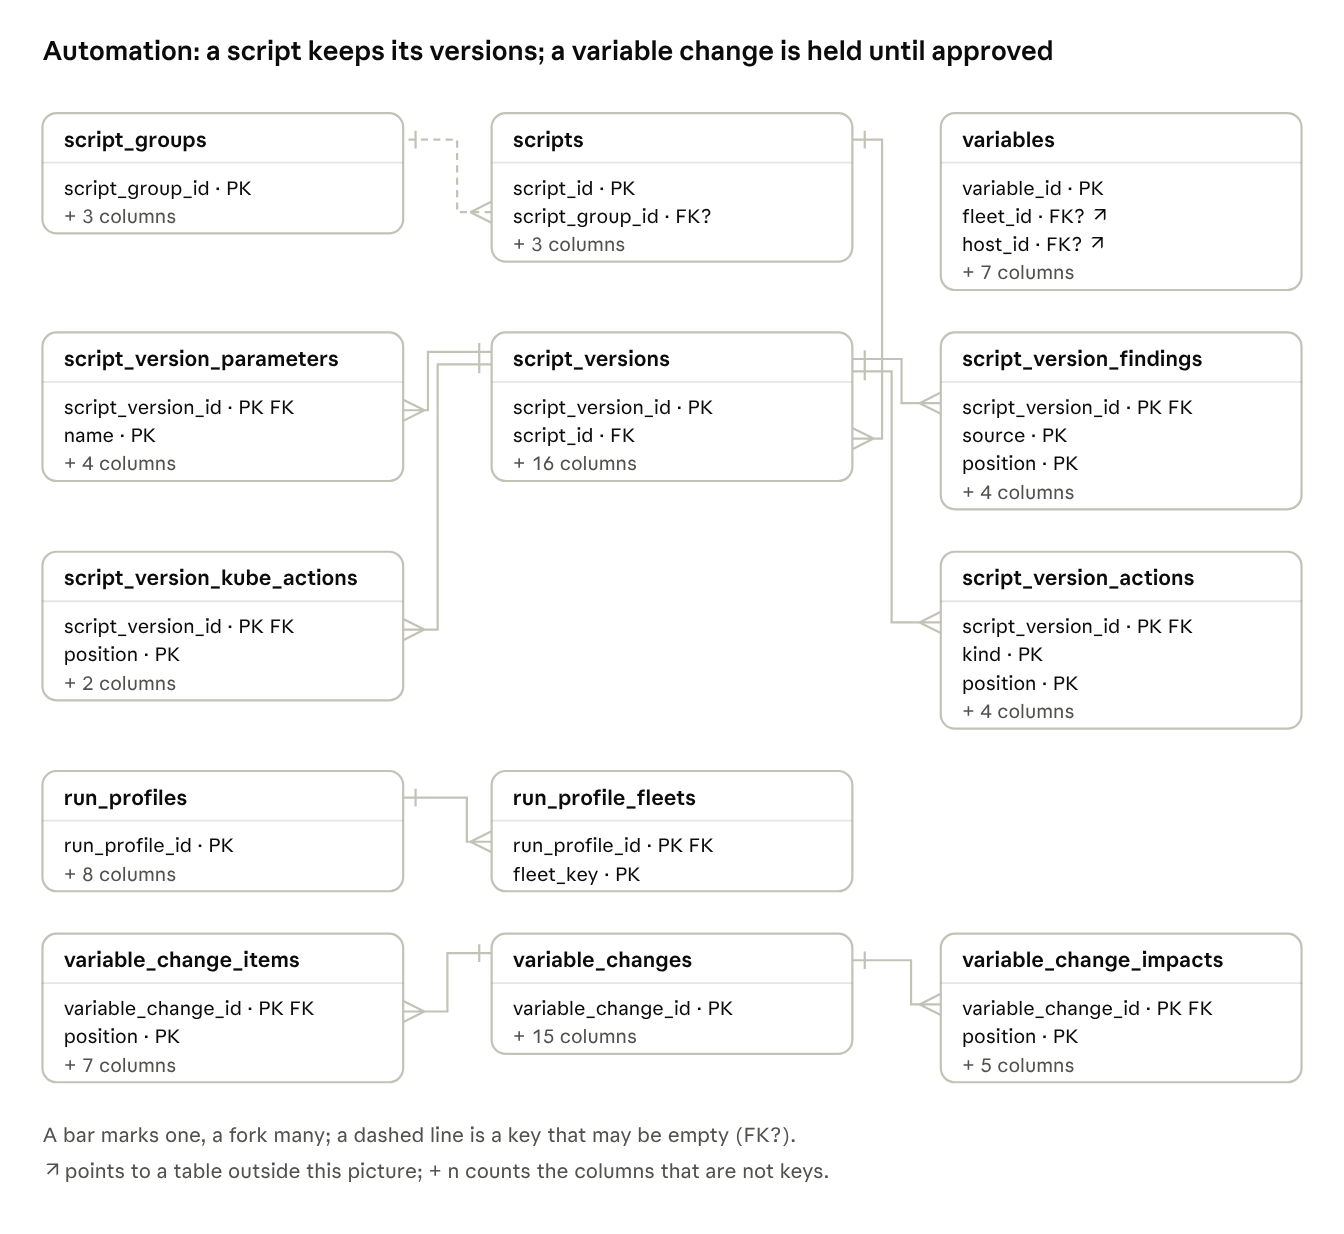 Automation: a script keeps its versions; a variable change is held until approved
script_groups
script_group_id · PK
+ 3 columns
scripts
script_id · PK
script_group_id · FK?
+ 3 columns
variables
variable_id · PK
fleet_id · FK? ↗
host_id · FK? ↗
+ 7 columns
script_version_parameters
script_version_id · PK FK
name · PK
+ 4 columns
script_versions
script_version_id · PK
script_id · FK
+ 16 columns
script_version_findings
script_version_id · PK FK
source · PK
position · PK
+ 4 columns
script_version_kube_actions
script_version_id · PK FK
position · PK
+ 2 columns
script_version_actions
script_version_id · PK FK
kind · PK
position · PK
+ 4 columns
run_profiles
run_profile_id · PK
+ 8 columns
run_profile_fleets
run_profile_id · PK FK
fleet_key · PK
variable_change_items
variable_change_id · PK FK
position · PK
+ 7 columns
variable_changes
variable_change_id · PK
+ 15 columns
variable_change_impacts
variable_change_id · PK FK
position · PK
+ 5 columns
A bar marks one, a fork many; a dashed line is a key that may be empty (FK?).
↗ points to a table outside this picture; + n counts the columns that are not keys.